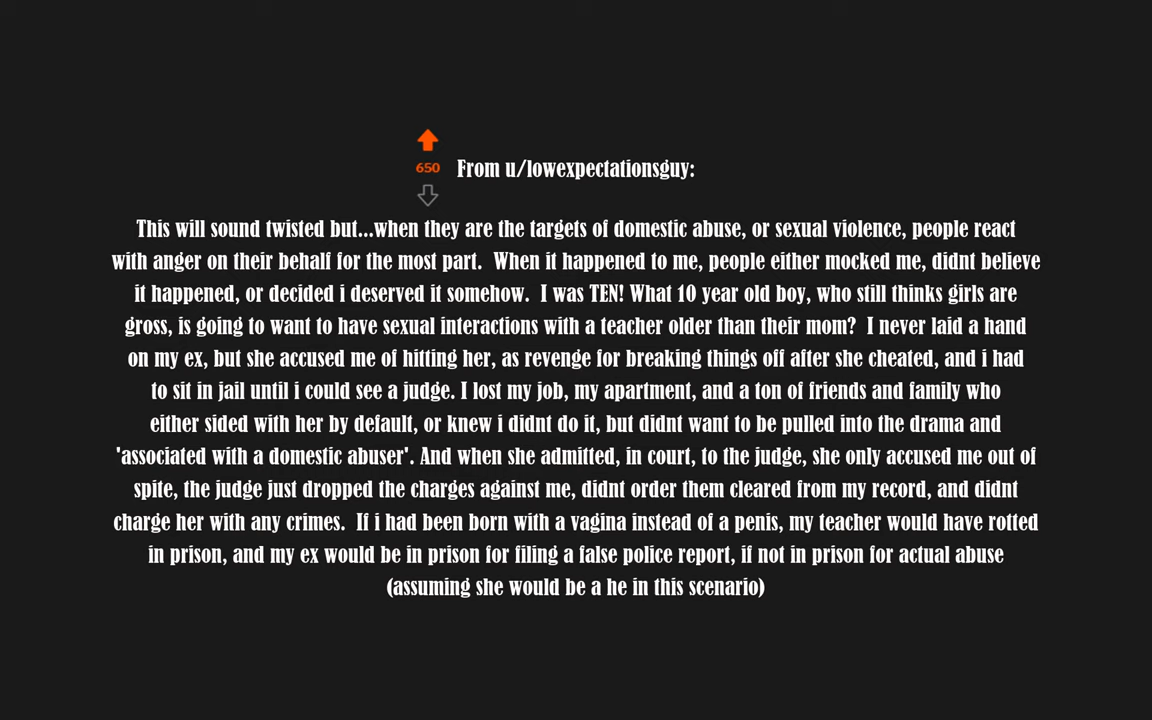 650 From u/lowexpectationsguy:
This will sound twisted but...when they are the targets of domestic abuse, or sexual violence, people react
with anger on their behalf for the most part.  When it happened to me, people either mocked me, didnt believe
it happened, or decided i deserved it somehow.  I was TEN! What 10 year old boy, who still thinks girls are
gross, is going to want to have sexual interactions with a teacher older than their mom?  I never laid a hand
on my ex, but she accused me of hitting her, as revenge for breaking things off after she cheated, and i had
to sit in jail until i could see a judge. I lost my job, my apartment, and a ton of friends and family who
either sided with her by default, or knew i didnt do it, but didnt want to be pulled into the drama and
'associated with a domestic abuser'. And when she admitted, in court, to the judge, she only accused me out of
spite, the judge just dropped the charges against me, didnt order them cleared from my record, and didnt
charge her with any crimes.  If i had been born with a vagina instead of a penis, my teacher would have rotted
in prison, and my ex would be in prison for filing a false police report, if not in prison for actual abuse
(assuming she would be a he in this scenario)